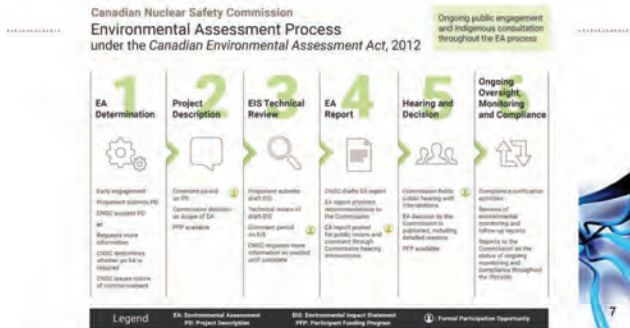 Canadian Nuclear Safety Commission
Environmental Assessment Process
under the Canadian Environmental Assessment Act, 2012
Ongoing public engagement
and Indigenous consultation
throughout the EA process
1
EA
Determination
Early engagement
Proponent submits PD
CNSC accepts PD
or
Requests more
information
CNSC determines
whether an EA is
required
CNSC issues notice
of commencement
2
Project
Description
Comment period
on PD
Commission decision
on scope of EA
PFP available
3
EIS Technical
Review
Proponent submits
draft EIS
Technical review of
draft EIS
Comment period
on EIS
CNSC requests more
information as needed
until complete
4
EA
Report
CNSC drafts EA report
EA report provides
recommendations to
the Commission
EA report posted
for public review and
comment through
Commission hearing
interventions
5
Hearing and
Decision
Commission holds
public hearing with
interventions
EA decision by the
Commission is
published, including
detailed reasons
PFP available
6
Ongoing
Oversight,
Monitoring
and Compliance
Compliance verification
activities
Reviews of
environmental
monitoring and
follow-up reports
Reports to the
Commission on the
status of ongoing
monitoring and
compliance throughout
the lifecycle
Legend
EA: Environmental Assessment
PD: Project Description
EIS: Environmental Impact Statement
PFP: Participant Funding Program
: Formal Participation Opportunity
7